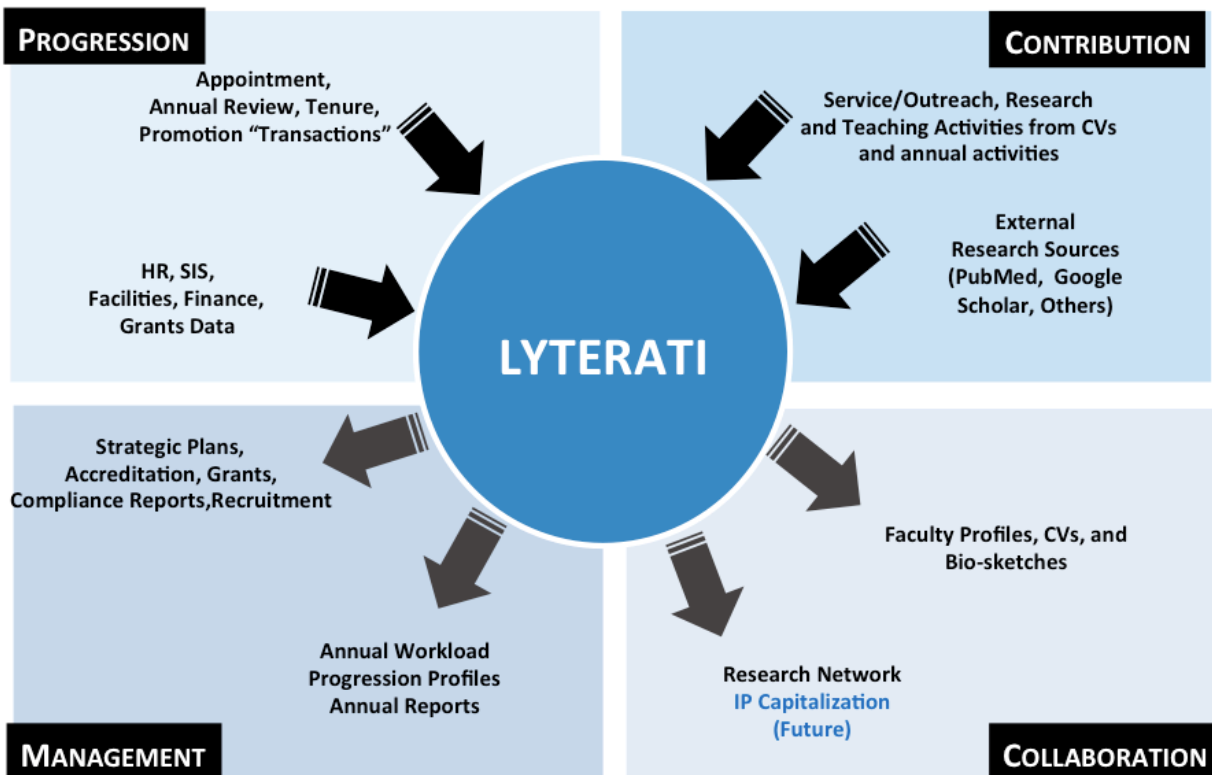 PROGRESSION
Appointment,
Annual Review, Tenure,
Promotion “Transactions”
HR, SIS,
Facilities, Finance,
Grants Data
CONTRIBUTION
Service/Outreach, Research
and Teaching Activities from CVs
and annual activities
External
Research Sources
(PubMed, Google
Scholar, Others)
LYTERATI
Strategic Plans,
Accreditation, Grants,
Compliance Reports,Recruitment
Annual Workload
Progression Profiles
Annual Reports
MANAGEMENT
Faculty Profiles, CVs, and
Bio-sketches
Research Network
IP Capitalization
(Future)
COLLABORATION